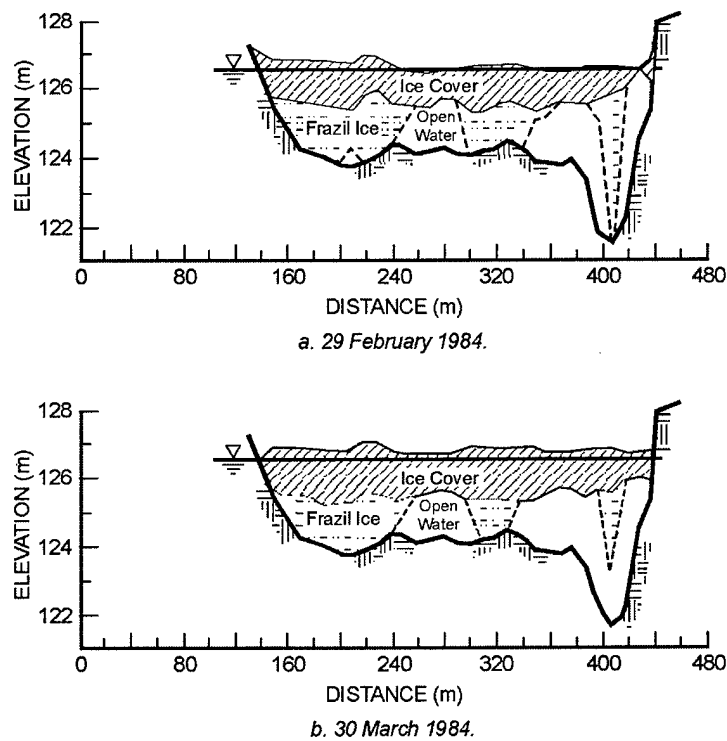 128
126
124
122
ELEVATION (m)
Ice Cover
Frazil Ice
Open
Water
0 80 160 240 320 400 480
DISTANCE (m)
a. 29 February 1984.
128
126
124
122
ELEVATION (m)
Ice Cover
Frazil Ice
Open
Water
0 160 240 320 400 480
DISTANCE (m)
b. 30 March 1984.